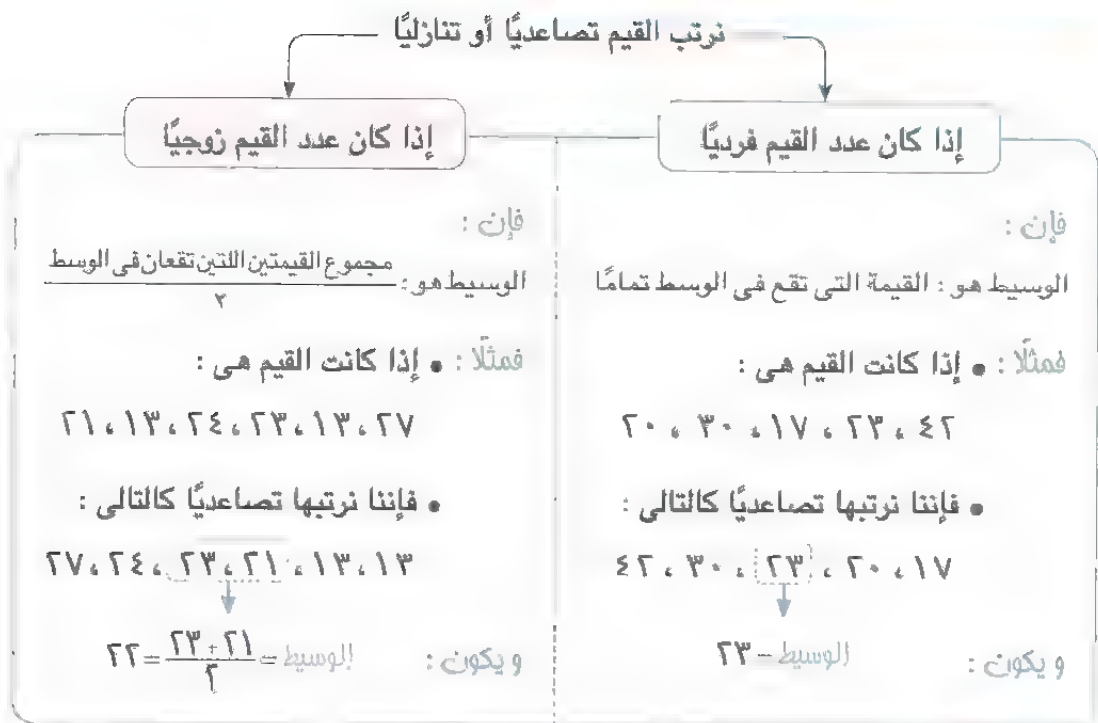 نرتب القيم تصاعديًا أو تنازليًا
إذا كان عدد القيم فرديًا
فإن :
الوسيط هو : القيمة التى تقع فى الوسط تمامًا
فمثلًا : • إذا كانت القيم هى :
٤٢ ، ٢٣ ، ١٧ ، ٣٠ ، ٢٠
• فإننا نرتبها تصاعديًا كالتالى :
١٧ ، ٢٠ ، ٢٣ ، ٣٠ ، ٤٢
و يكون : الوسيط = ٢٣
إذا كان عدد القيم زوجيًا
فإن :
الوسيط هو : مجموع القيمتين اللتين تقعان فى الوسط
٢
فمثلًا : • إذا كانت القيم هى :
٢٧ ، ١٣ ، ٢٣ ، ٢٤ ، ١٣ ، ٢١
• فإننا نرتبها تصاعديًا كالتالى :
١٣ ، ١٣ ، ٢١ ، ٢٣ ، ٢٤ ، ٢٧
و يكون : الوسيط = ٢١ + ٢٣ / ٢ = ٢٢